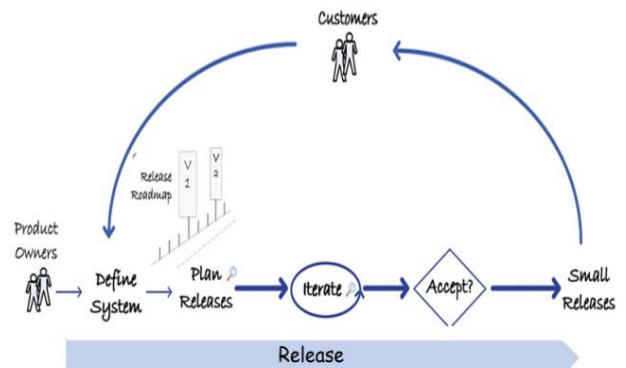 Customers
V
1
V
2
Release
Roadmap
Product
Owners
Define
System
Plan
Releases
Iterate
Accept?
Small
Releases
Release